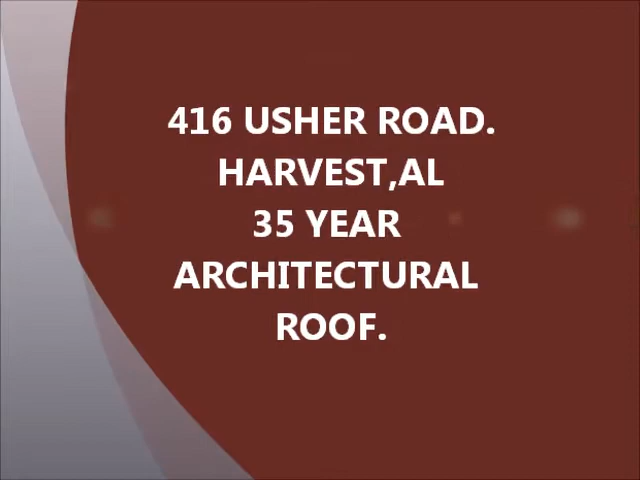 416 USHER ROAD.
HARVEST,AL
35 YEAR
ARCHITECTURAL
ROOF.